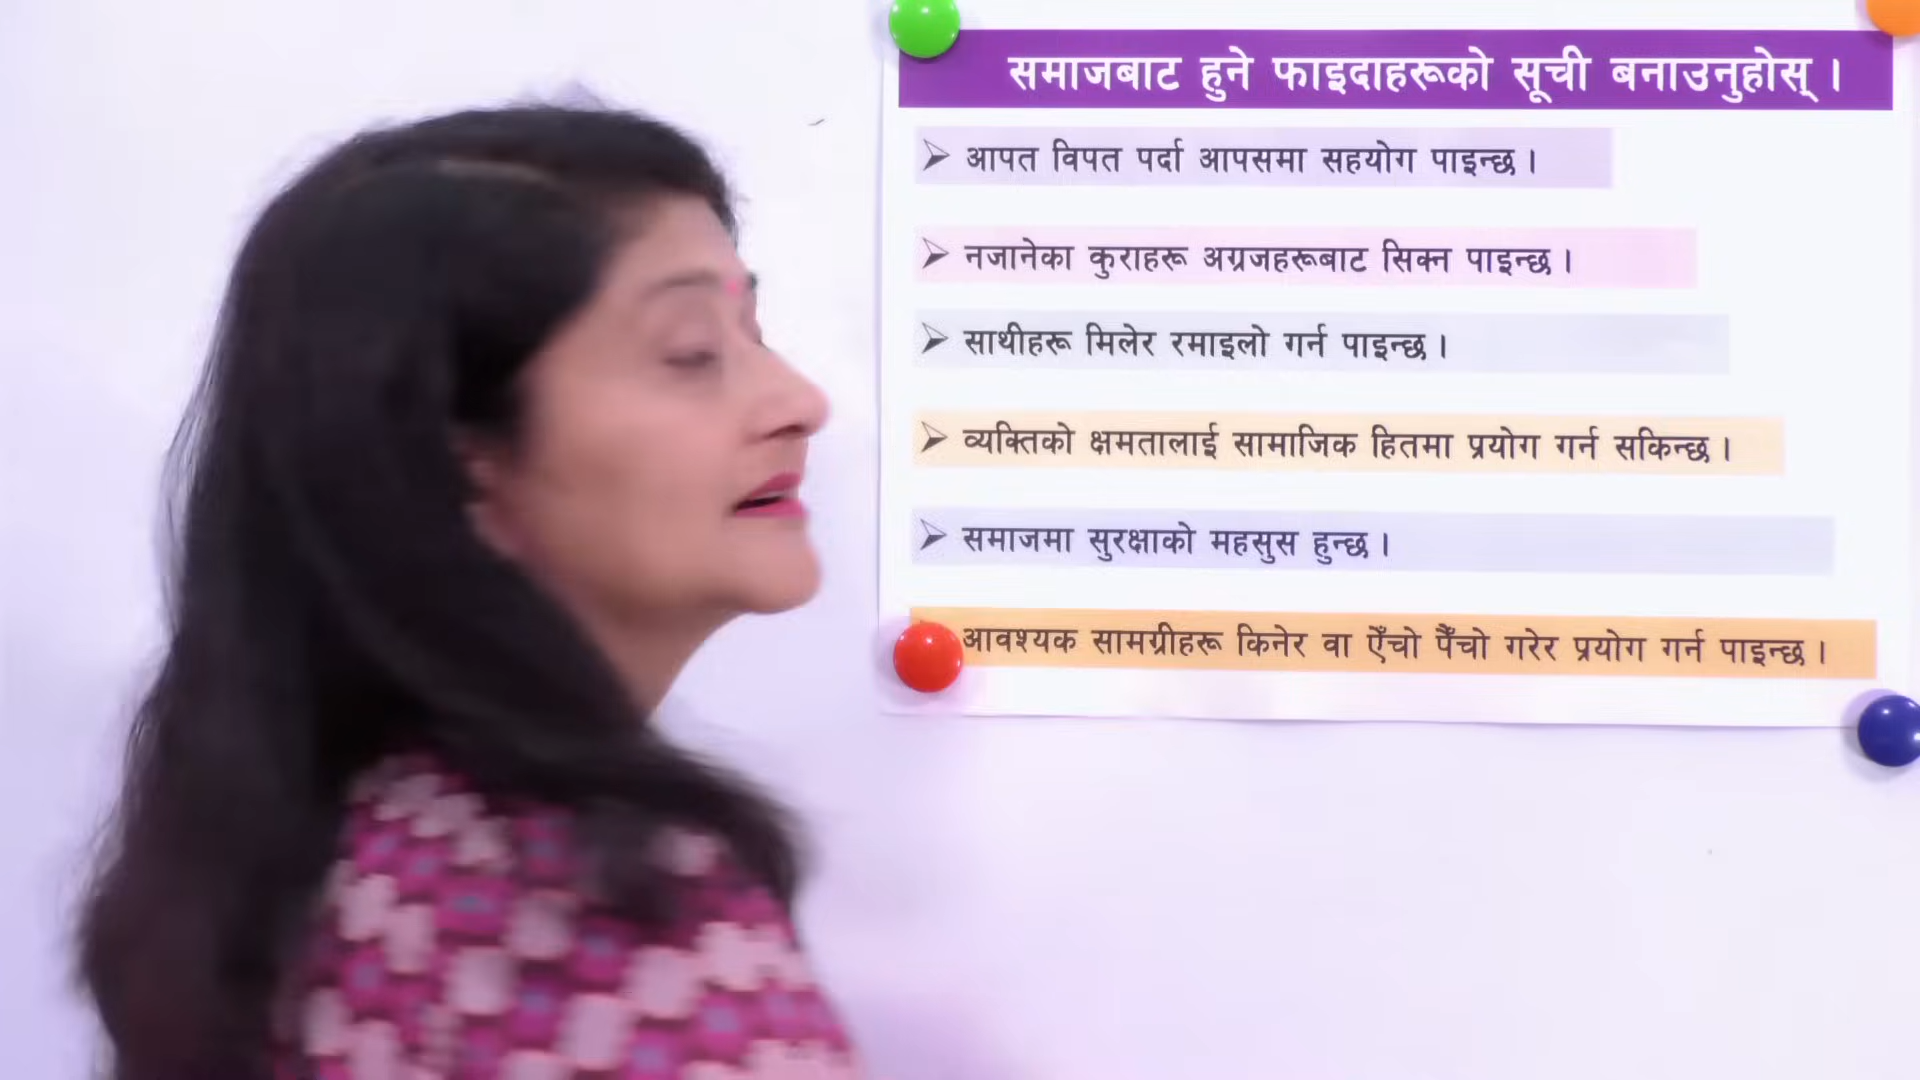 समाजबाट हुने फाइदाहरूको सूची बनाउनुहोस् ।
➢ आपत विपत पर्दा आपसमा सहयोग पाइन्छ ।
➢ नजानेका कुराहरू अग्रजहरूबाट सिक्न पाइन्छ ।
➢ साथीहरू मिलेर रमाइलो गर्न पाइन्छ ।
➢ व्यक्तिको क्षमतालाई सामाजिक हितमा प्रयोग गर्न सकिन्छ ।
➢ समाजमा सुरक्षाको महसुस हुन्छ ।
आवश्यक सामग्रीहरू किनेर वा ऐँचो पैँचो गरेर प्रयोग गर्न पाइन्छ ।